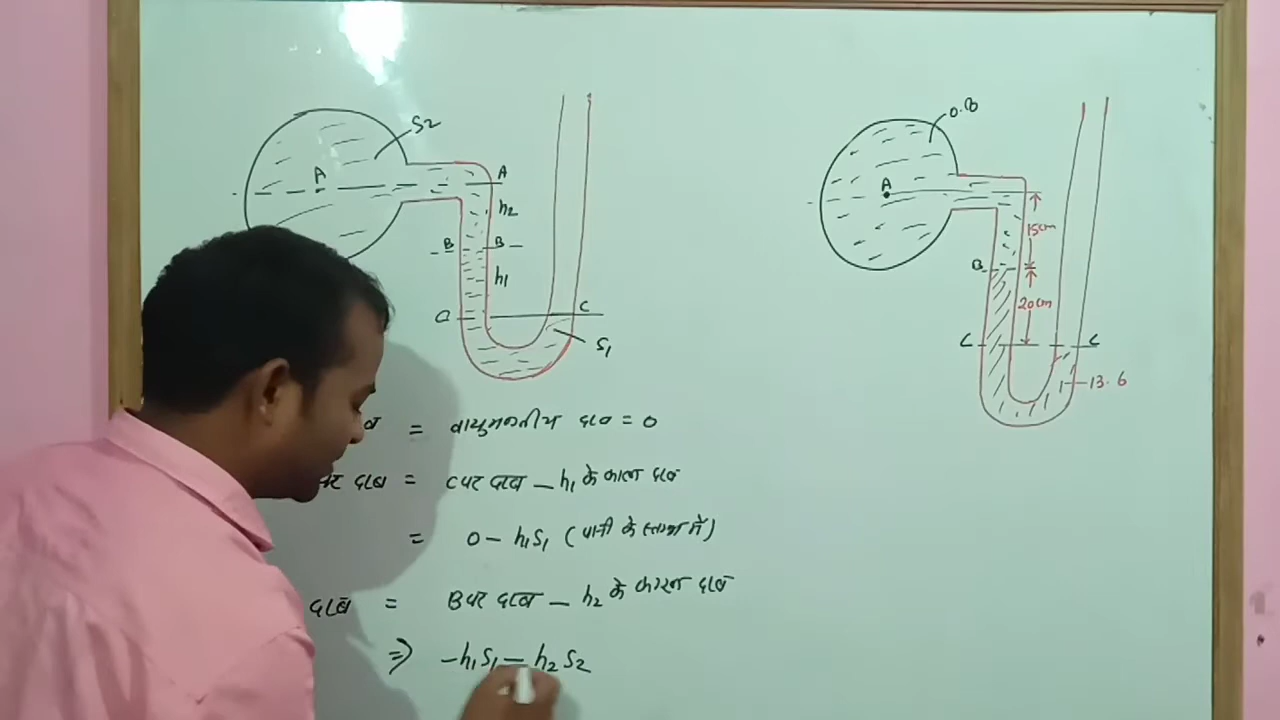 S2
A
A
h2
B
B
h1
C
C
S1
0.8
A
15cm
B
20cm
C
C
13.6
= वायुमण्डलीय दाब = 0
पर दाब = C पर दाब – h1 के कारण दाब
= 0 – h1S1 ( पानी के स्तम्भ में )
दाब = B पर दाब – h2 के कारण दाब
⇒ –h1S1 – h2S2